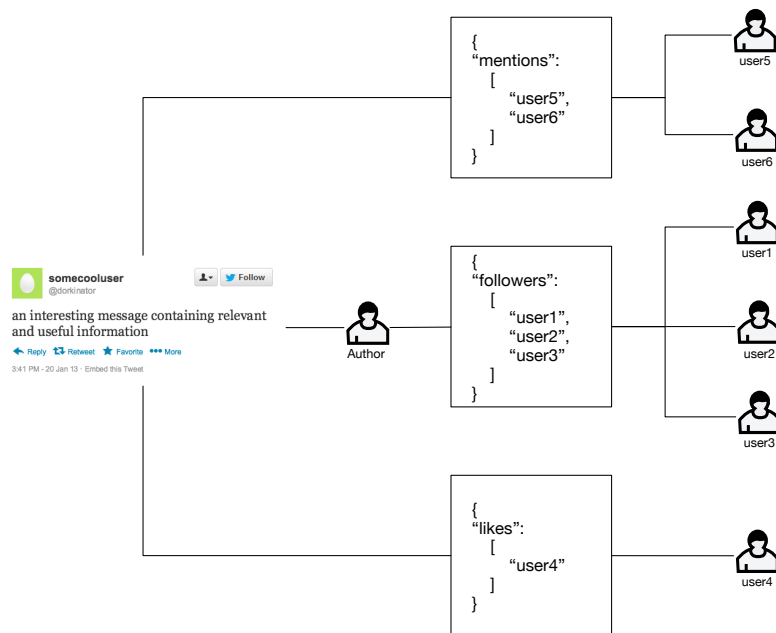 {
“mentions”:
[
“user5”,
“user6”
]
}
user5
user6
somecooluser
@dorkinator
Follow
an interesting message containing relevant
and useful information
Reply Retweet Favorite More
3:41 PM - 20 Jan 13 · Embed this Tweet
Author
{
“followers”:
[
“user1”,
“user2”,
“user3”
]
}
user1
user2
user3
{
“likes”:
[
“user4”
]
}
user4